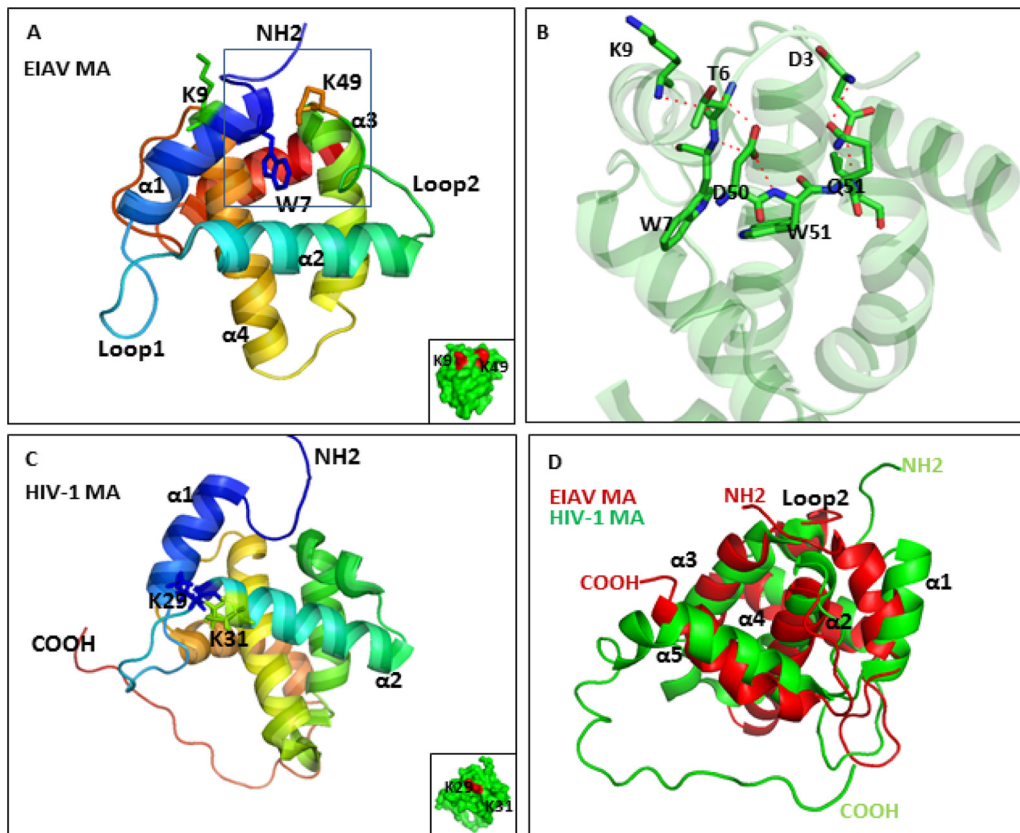 A
EIAV MA
NH2
K9
K49
α3
α1
Loop2
W7
α2
Loop1
α4
K9
K49
B
K9
T6
D3
D50
Q51
W7
W51
C
HIV-1 MA
NH2
α1
K29
K31
COOH
α2
K29
K31
D
NH2
EIAV MA
NH2
Loop2
HIV-1 MA
α3
COOH
α1
α4
α2
α5
COOH